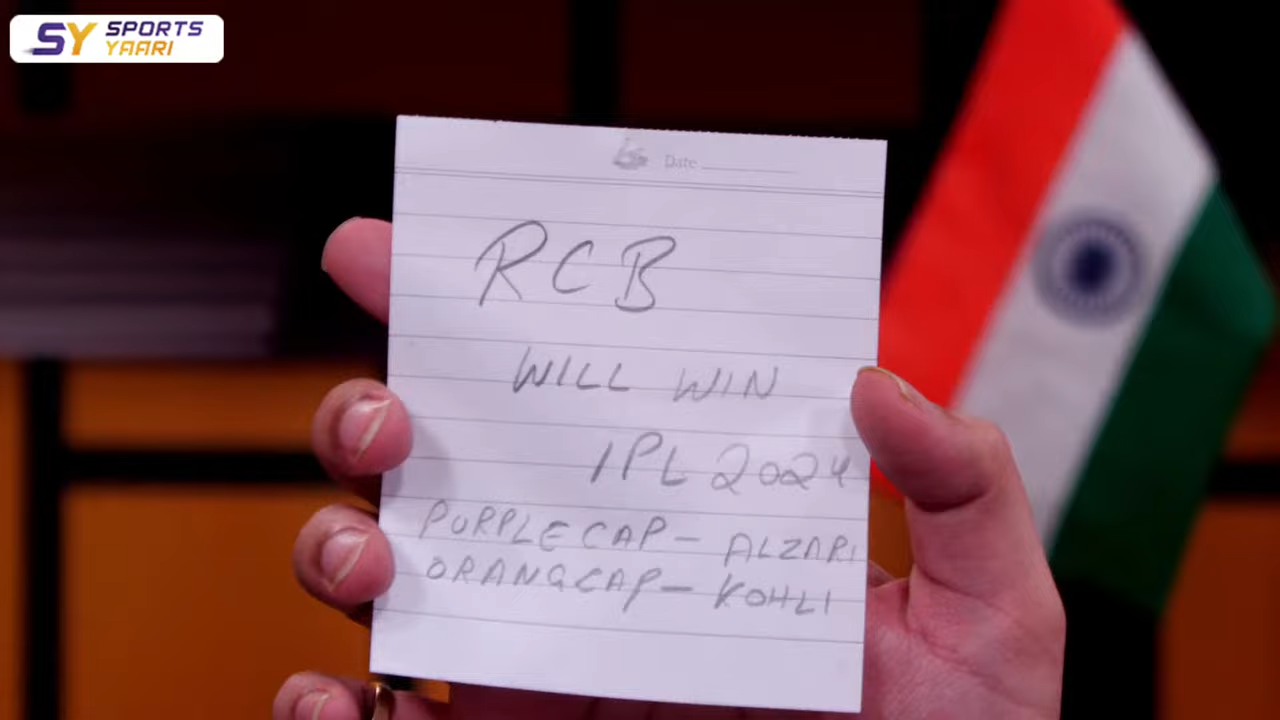 SY SPORTS
YAARI
Date
RCB
WILL WIN
IPL 2024
PURPLE CAP - ALZARI
ORANGCAP - KOHLI